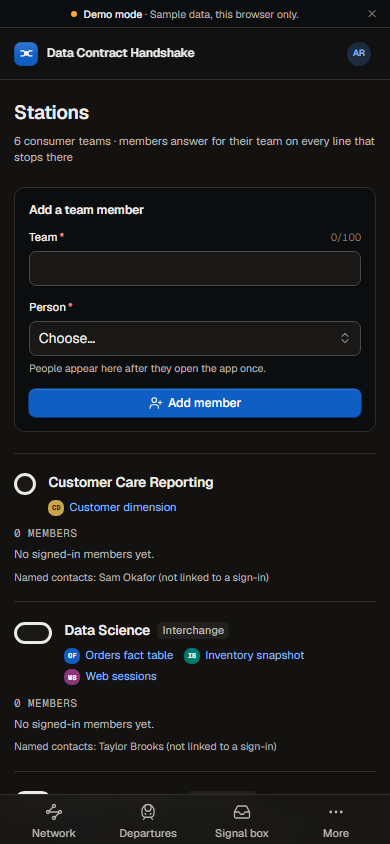 Demo mode · Sample data, this browser only.
Data Contract Handshake
AR
Stations
6 consumer teams · members answer for their team on every line that
stops there
Add a team member
Team *
0/100
Person *
Choose...
People appear here after they open the app once.
Add member
Customer Care Reporting
CD Customer dimension
0 MEMBERS
No signed-in members yet.
Named contacts: Sam Okafor (not linked to a sign-in)
Data Science Interchange
OF Orders fact table IS Inventory snapshot
WS Web sessions
0 MEMBERS
No signed-in members yet.
Named contacts: Taylor Brooks (not linked to a sign-in)
Network Departures Signal box More